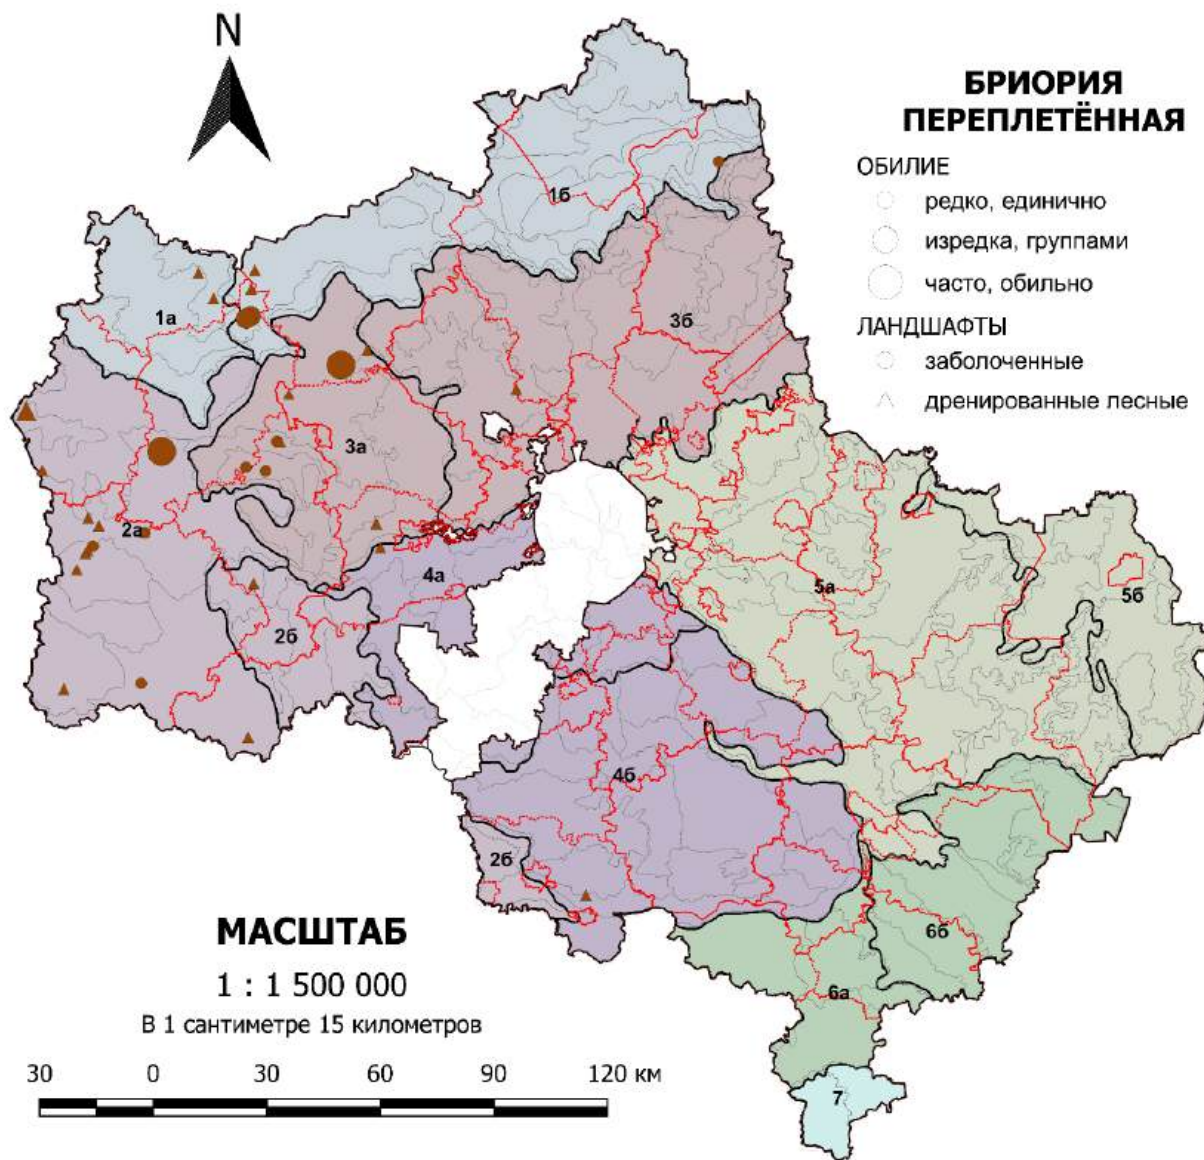 N
БРИОРИЯ
ПЕРЕПЛЕТЁННАЯ
ОБИЛИЕ
редко, единично
изредка, группами
часто, обильно
ЛАНДШАФТЫ
заболоченные
дренированные лесные
1б
1а
3б
3а
2а
4а
5а
5б
2б
4б
2б
6б
6а
7
МАСШТАБ
1 : 1 500 000
В 1 сантиметре 15 километров
30 0 30 60 90 120 км